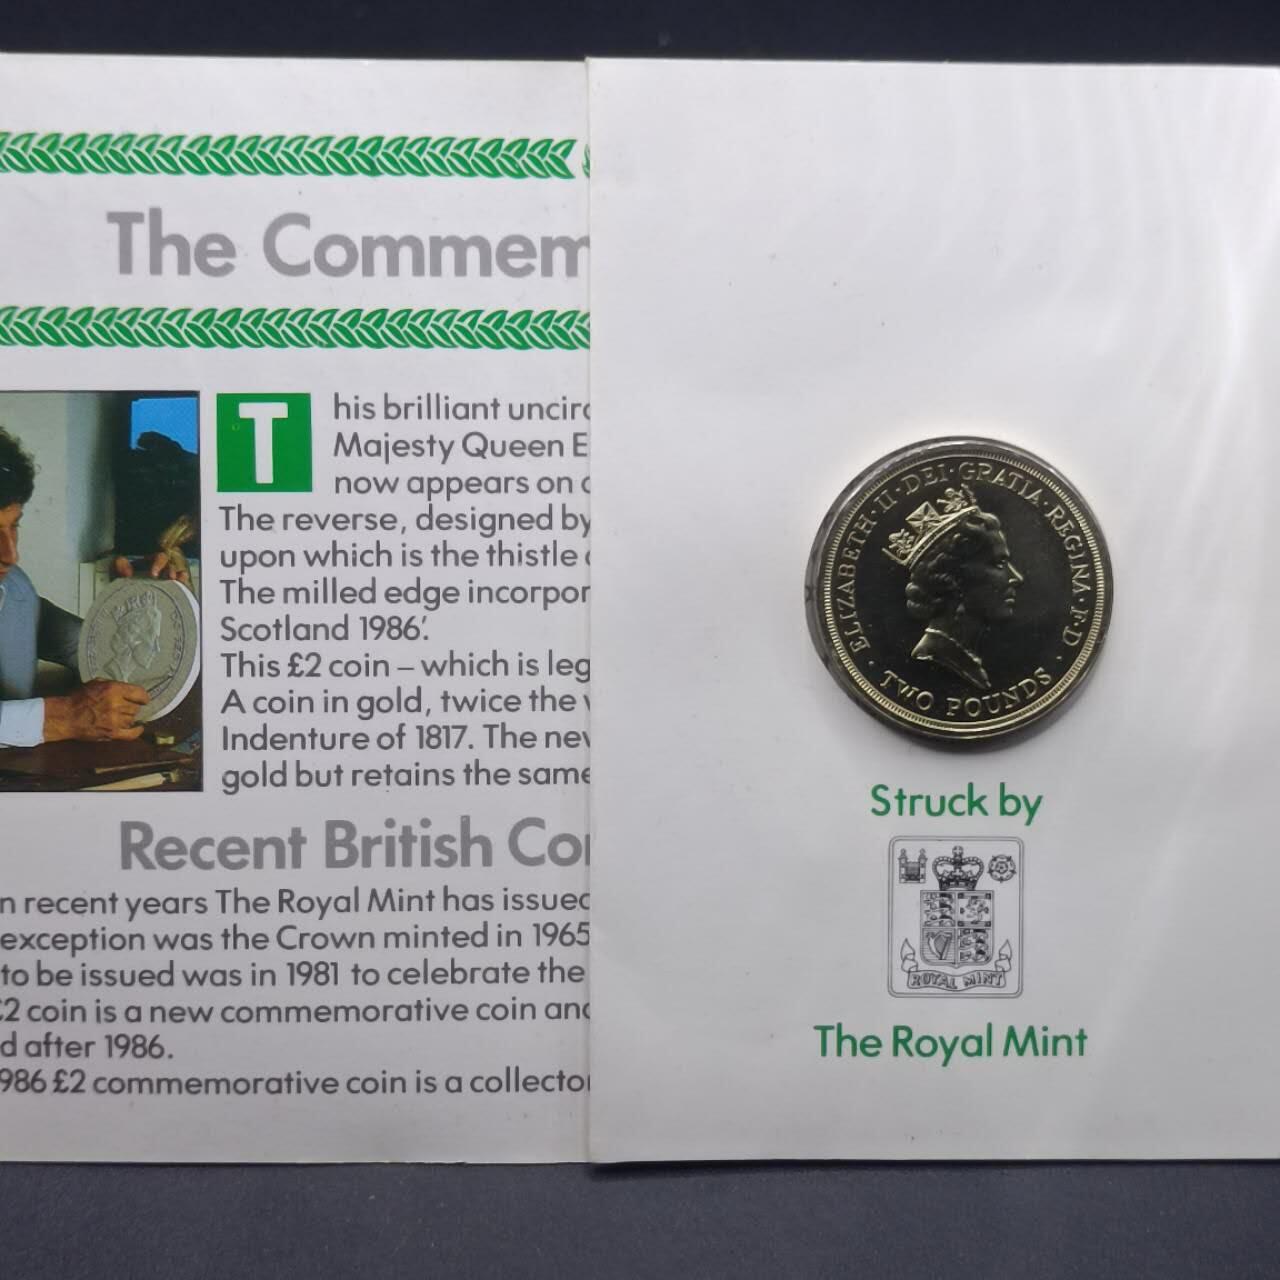 The Commem
This brilliant uncirc
Majesty Queen E
now appears on c
The reverse, designed by
upon which is the thistle
The milled edge incorpor
Scotland 1986'.
This £2 coin – which is leg
A coin in gold, twice the
Indenture of 1817. The new
gold but retains the same
Recent British Co
n recent years The Royal Mint has issued
exception was the Crown minted in 1965
to be issued was in 1981 to celebrate the
£2 coin is a new commemorative coin and
d after 1986.
986 £2 commemorative coin is a collector
ELIZABETH·II·DEI·GRATIA·REGINA·F·D·
TWO POUNDS
Struck by
ROYAL MINT
The Royal Mint